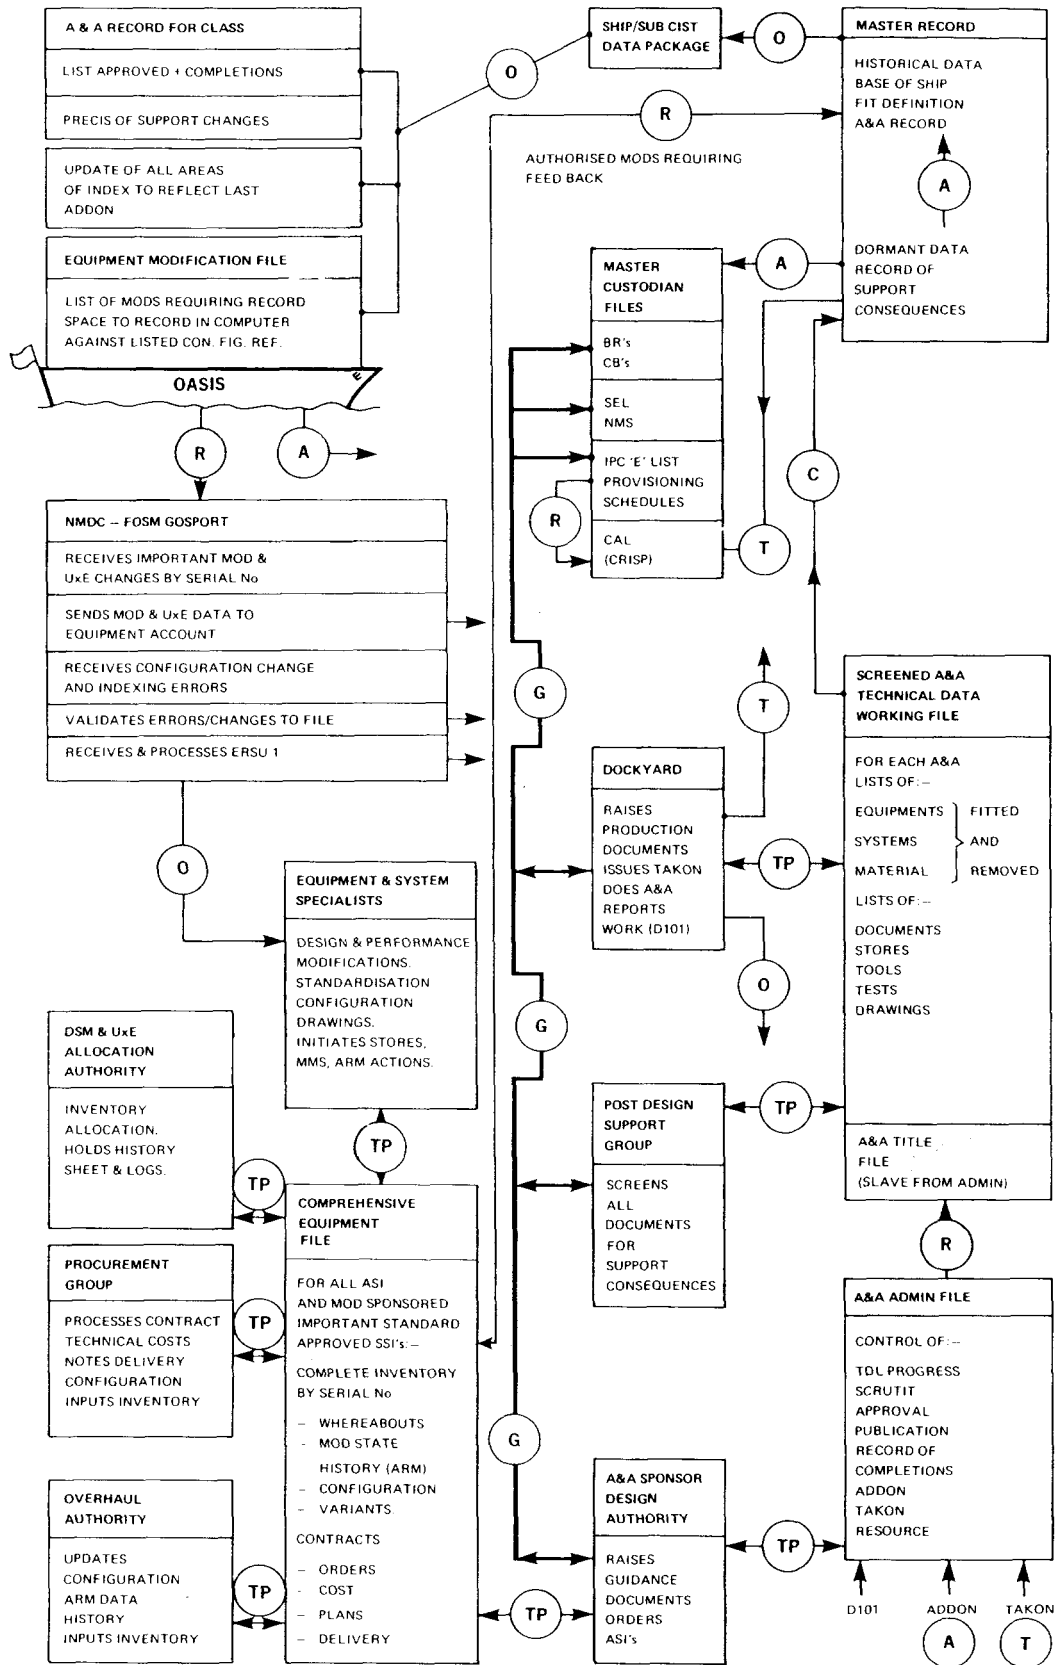 A & A RECORD FOR CLASS
LIST APPROVED + COMPLETIONS
PRECIS OF SUPPORT CHANGES
UPDATE OF ALL AREAS
OF INDEX TO REFLECT LAST
ADDON
EQUIPMENT MODIFICATION FILE
LIST OF MODS REQUIRING RECORD
SPACE TO RECORD IN COMPUTER
AGAINST LISTED CON. FIG. REF.
OASIS
E
R
A
NMDC – FOSM GOSPORT
RECEIVES IMPORTANT MOD &
UxE CHANGES BY SERIAL No
SENDS MOD & UxE DATA TO
EQUIPMENT ACCOUNT
RECEIVES CONFIGURATION CHANGE
AND INDEXING ERRORS
VALIDATES ERRORS/CHANGES TO FILE
RECEIVES & PROCESSES ERSU 1
O
EQUIPMENT & SYSTEM
SPECIALISTS
DESIGN & PERFORMANCE
MODIFICATIONS.
STANDARDISATION
CONFIGURATION
DRAWINGS.
INITIATES STORES,
MMS, ARM ACTIONS.
TP
DSM & UxE
ALLOCATION
AUTHORITY
INVENTORY
ALLOCATION.
HOLDS HISTORY
SHEET & LOGS.
TP
PROCUREMENT
GROUP
PROCESSES CONTRACT
TECHNICAL COSTS
NOTES DELIVERY
CONFIGURATION
INPUTS INVENTORY
TP
OVERHAUL
AUTHORITY
UPDATES
CONFIGURATION
ARM DATA
HISTORY
INPUTS INVENTORY
TP
COMPREHENSIVE
EQUIPMENT
FILE
FOR ALL ASI
AND MOD SPONSORED
IMPORTANT STANDARD
APPROVED SSI's:–
COMPLETE INVENTORY
BY SERIAL No
– WHEREABOUTS
- MOD STATE
HISTORY (ARM)
– CONFIGURATION
– VARIANTS.
CONTRACTS
– ORDERS
- COST
– PLANS
– DELIVERY
TP
O
SHIP/SUB CIST
DATA PACKAGE
O
R
AUTHORISED MODS REQUIRING
FEED BACK
MASTER RECORD
HISTORICAL DATA
BASE OF SHIP
FIT DEFINITION
A&A RECORD
A
DORMANT DATA
RECORD OF
SUPPORT
CONSEQUENCES
A
MASTER
CUSTODIAN
FILES
BR's
CB's
SEL
NMS
IPC 'E' LIST
PROVISIONING
SCHEDULES
R
CAL
(CRISP)
T
C
G
T
DOCKYARD
RAISES
PRODUCTION
DOCUMENTS
ISSUES TAKON
DOES A&A
REPORTS
WORK (D101)
TP
O
G
POST DESIGN
SUPPORT
GROUP
SCREENS
ALL
DOCUMENTS
FOR
SUPPORT
CONSEQUENCES
TP
G
A&A SPONSOR
DESIGN
AUTHORITY
RAISES
GUIDANCE
DOCUMENTS
ORDERS
ASI's
TP
SCREENED A&A
TECHNICAL DATA
WORKING FILE
FOR EACH A&A
LISTS OF:–
EQUIPMENTS FITTED
SYSTEMS AND
MATERIAL REMOVED
LISTS OF:–
DOCUMENTS
STORES
TOOLS
TESTS
DRAWINGS
A&A TITLE
FILE
(SLAVE FROM ADMIN)
R
A&A ADMIN FILE
CONTROL OF:–
TDL PROGRESS
SCRUTIT
APPROVAL
PUBLICATION
RECORD OF
COMPLETIONS
ADDON
TAKON
RESOURCE
D101 ADDON TAKON
A T